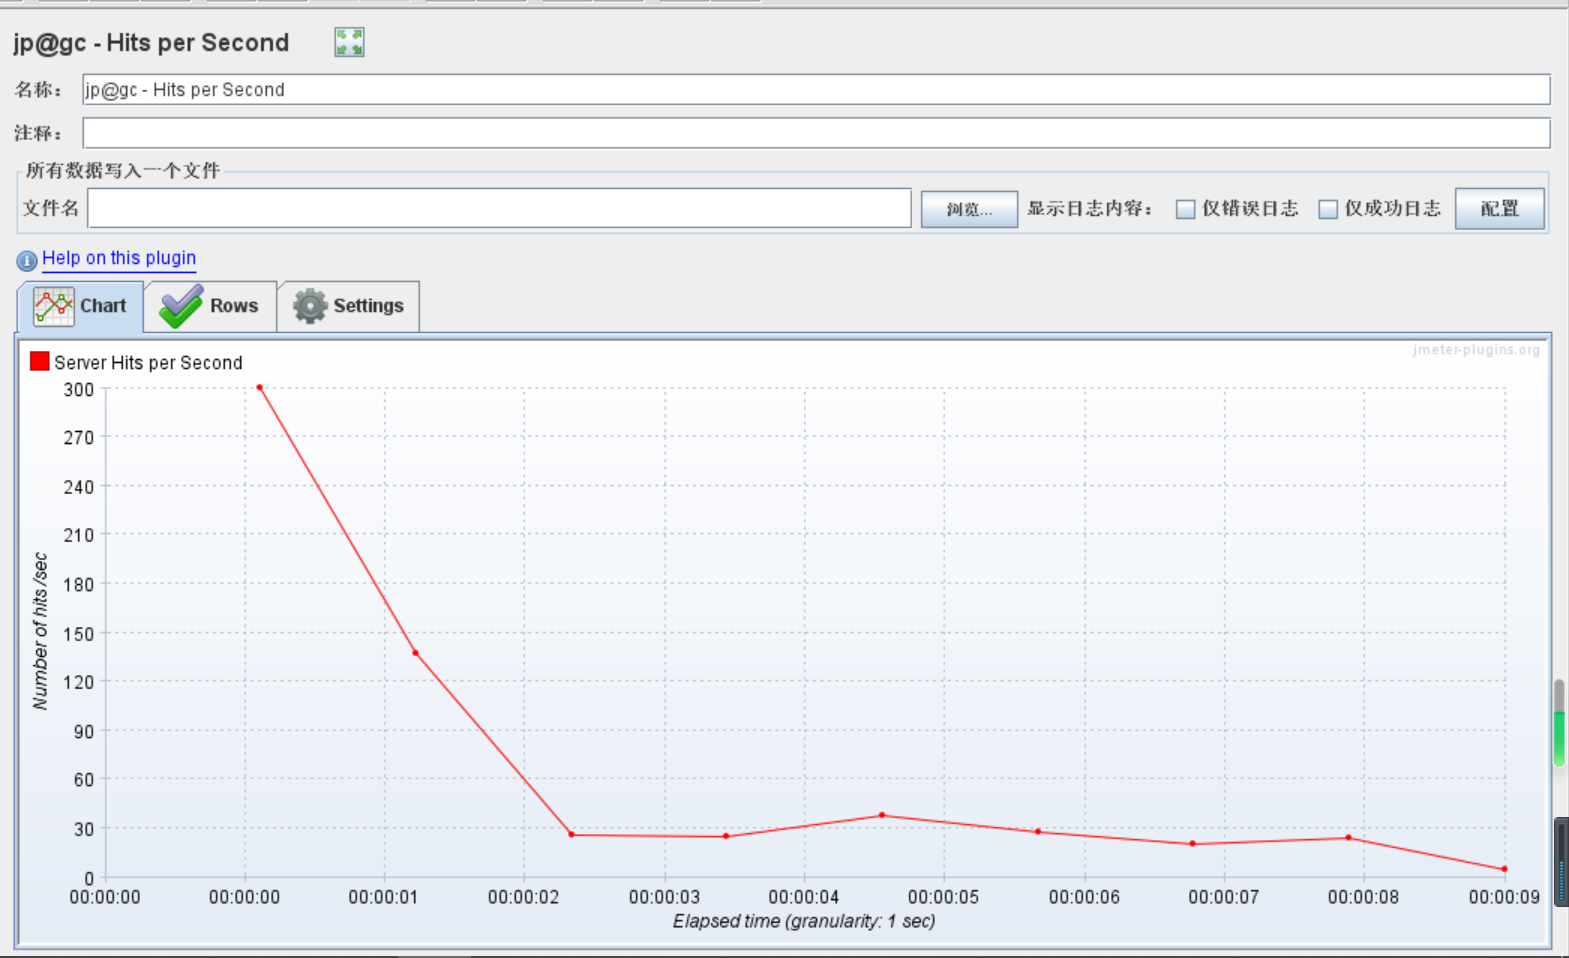 jp@gc - Hits per Second
名称： jp@gc - Hits per Second
注释：
所有数据写入一个文件
文件名 浏览... 显示日志内容： 仅错误日志 仅成功日志 配置
Help on this plugin
Chart Rows Settings
jmeter-plugins.org
Server Hits per Second
300
270
240
210
180
150
120
90
60
30
0
Number of hits /sec
00:00:00 00:00:00 00:00:01 00:00:02 00:00:03 00:00:04 00:00:05 00:00:06 00:00:07 00:00:08 00:00:09
Elapsed time (granularity: 1 sec)